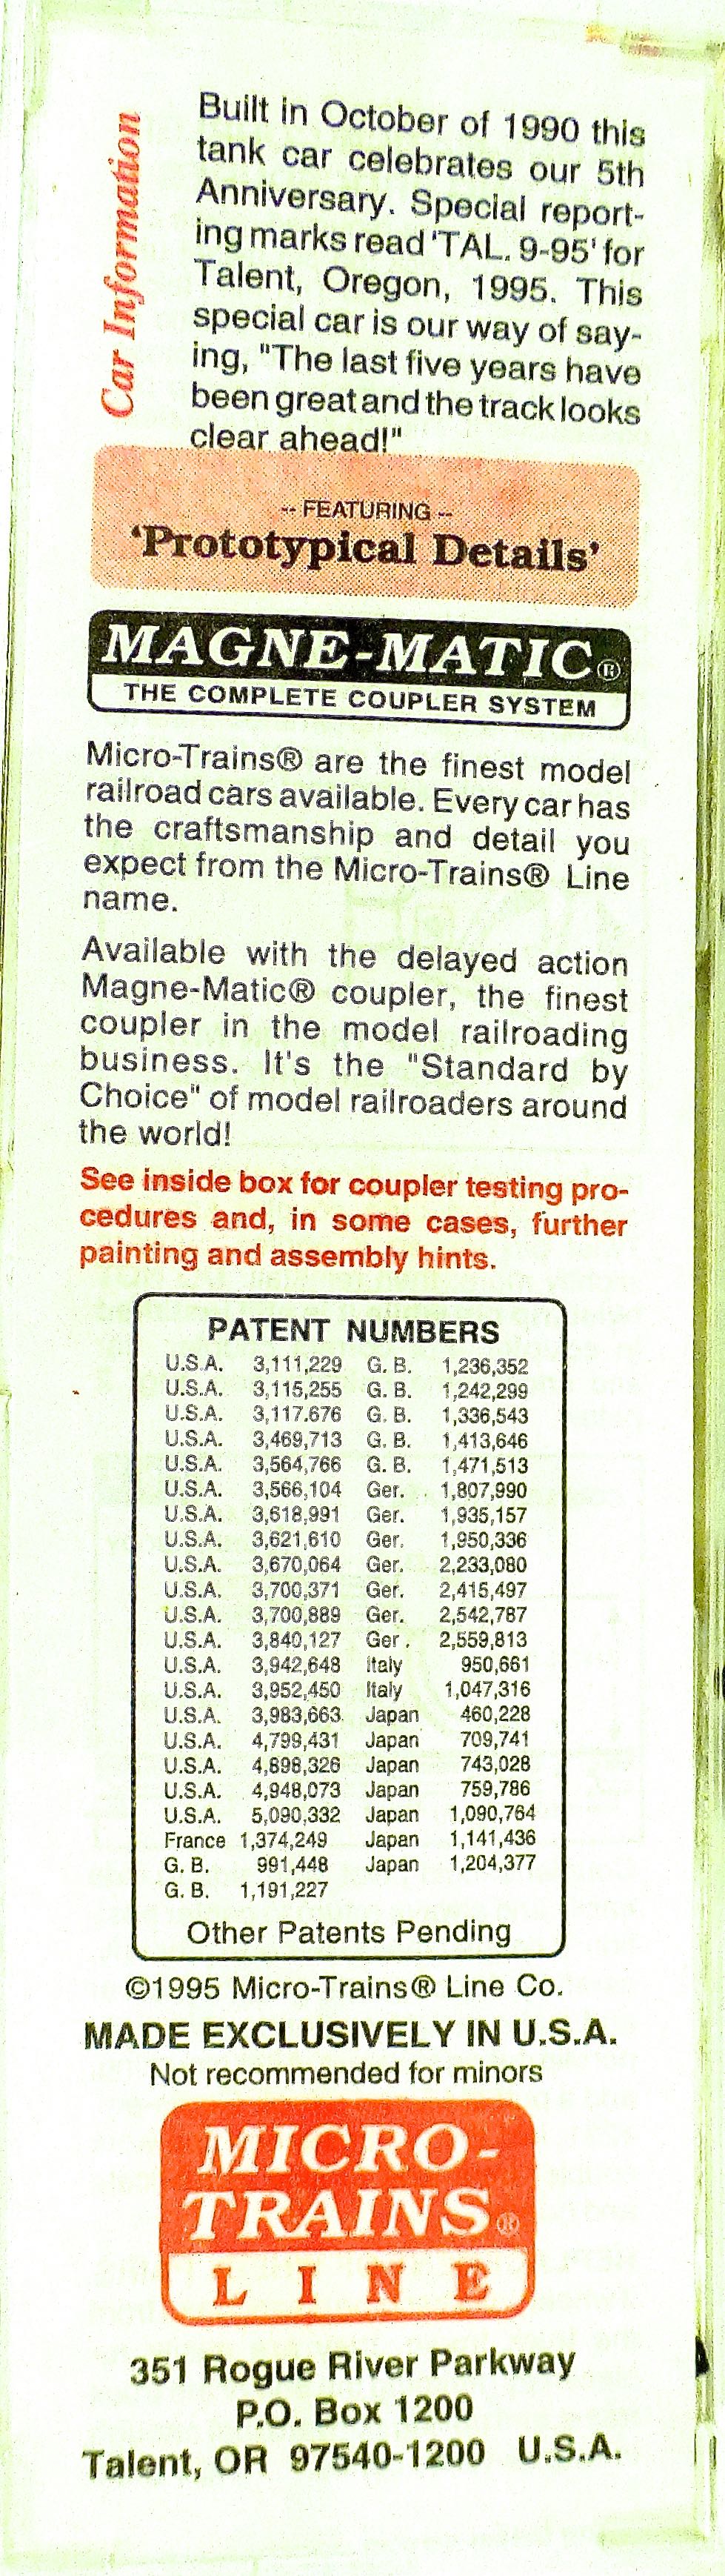 Car Information
Built in October of 1990 this
tank car celebrates our 5th
Anniversary. Special report-
ing marks read 'TAL. 9-95' for
Talent, Oregon, 1995. This
special car is our way of say-
ing, "The last five years have
been great and the track looks
clear ahead!"
-- FEATURING --
'Prototypical Details'
MAGNE-MATIC®
THE COMPLETE COUPLER SYSTEM
Micro-Trains® are the finest model
railroad cars available. Every car has
the craftsmanship and detail you
expect from the Micro-Trains® Line
name.
Available with the delayed action
Magne-Matic® coupler, the finest
coupler in the model railroading
business. It's the "Standard by
Choice" of model railroaders around
the world!
See inside box for coupler testing pro-
cedures and, in some cases, further
painting and assembly hints.
PATENT NUMBERS
U.S.A. 3,111,229 G. B. 1,236,352
U.S.A. 3,115,255 G. B. 1,242,299
U.S.A. 3,117.676 G. B. 1,336,543
U.S.A. 3,469,713 G. B. 1,413,646
U.S.A. 3,564,766 G. B. 1,471,513
U.S.A. 3,566,104 Ger. 1,807,990
U.S.A. 3,618,991 Ger. 1,935,157
U.S.A. 3,621,610 Ger. 1,950,336
U.S.A. 3,670,064 Ger. 2,233,080
U.S.A. 3,700,371 Ger. 2,415,497
U.S.A. 3,700,889 Ger. 2,542,787
U.S.A. 3,840,127 Ger. 2,559,813
U.S.A. 3,942,648 Italy 950,661
U.S.A. 3,952,450 Italy 1,047,316
U.S.A. 3,983,663 Japan 460,228
U.S.A. 4,799,431 Japan 709,741
U.S.A. 4,898,326 Japan 743,028
U.S.A. 4,948,073 Japan 759,786
U.S.A. 5,090,332 Japan 1,090,764
France 1,374,249 Japan 1,141,436
G. B. 991,448 Japan 1,204,377
G. B. 1,191,227
Other Patents Pending
©1995 Micro-Trains® Line Co.
MADE EXCLUSIVELY IN U.S.A.
Not recommended for minors
MICRO-
TRAINS®
LINE
351 Rogue River Parkway
P.O. Box 1200
Talent, OR 97540-1200 U.S.A.